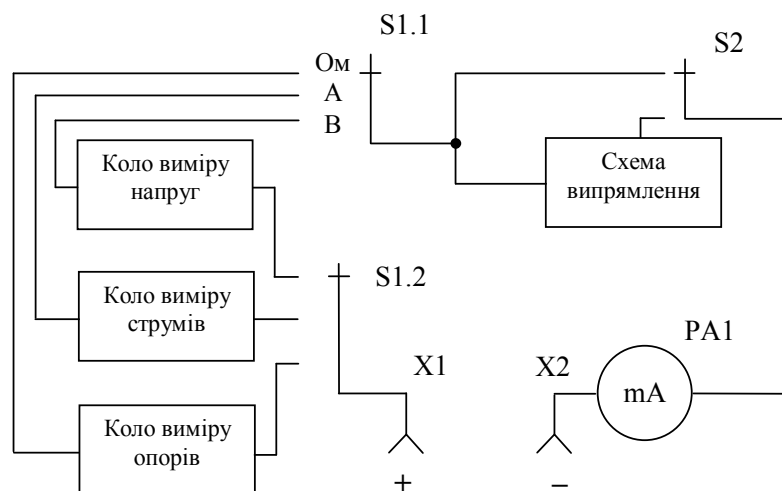 S1.1
S2
Ом
А
В
Коло виміру
напруг
Схема
випрямлення
S1.2
Коло виміру
струмів
PA1
X1
X2
mA
Коло виміру
опорів
+
−